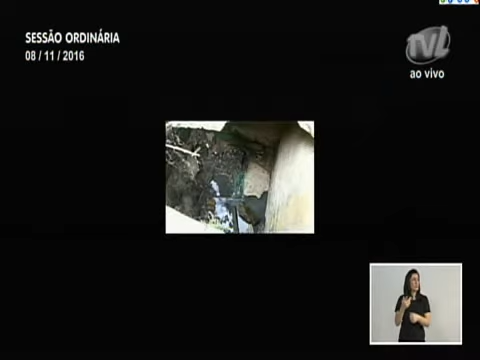 SESSÃO ORDINÁRIA
08 / 11 / 2016
TVL
ao vivo